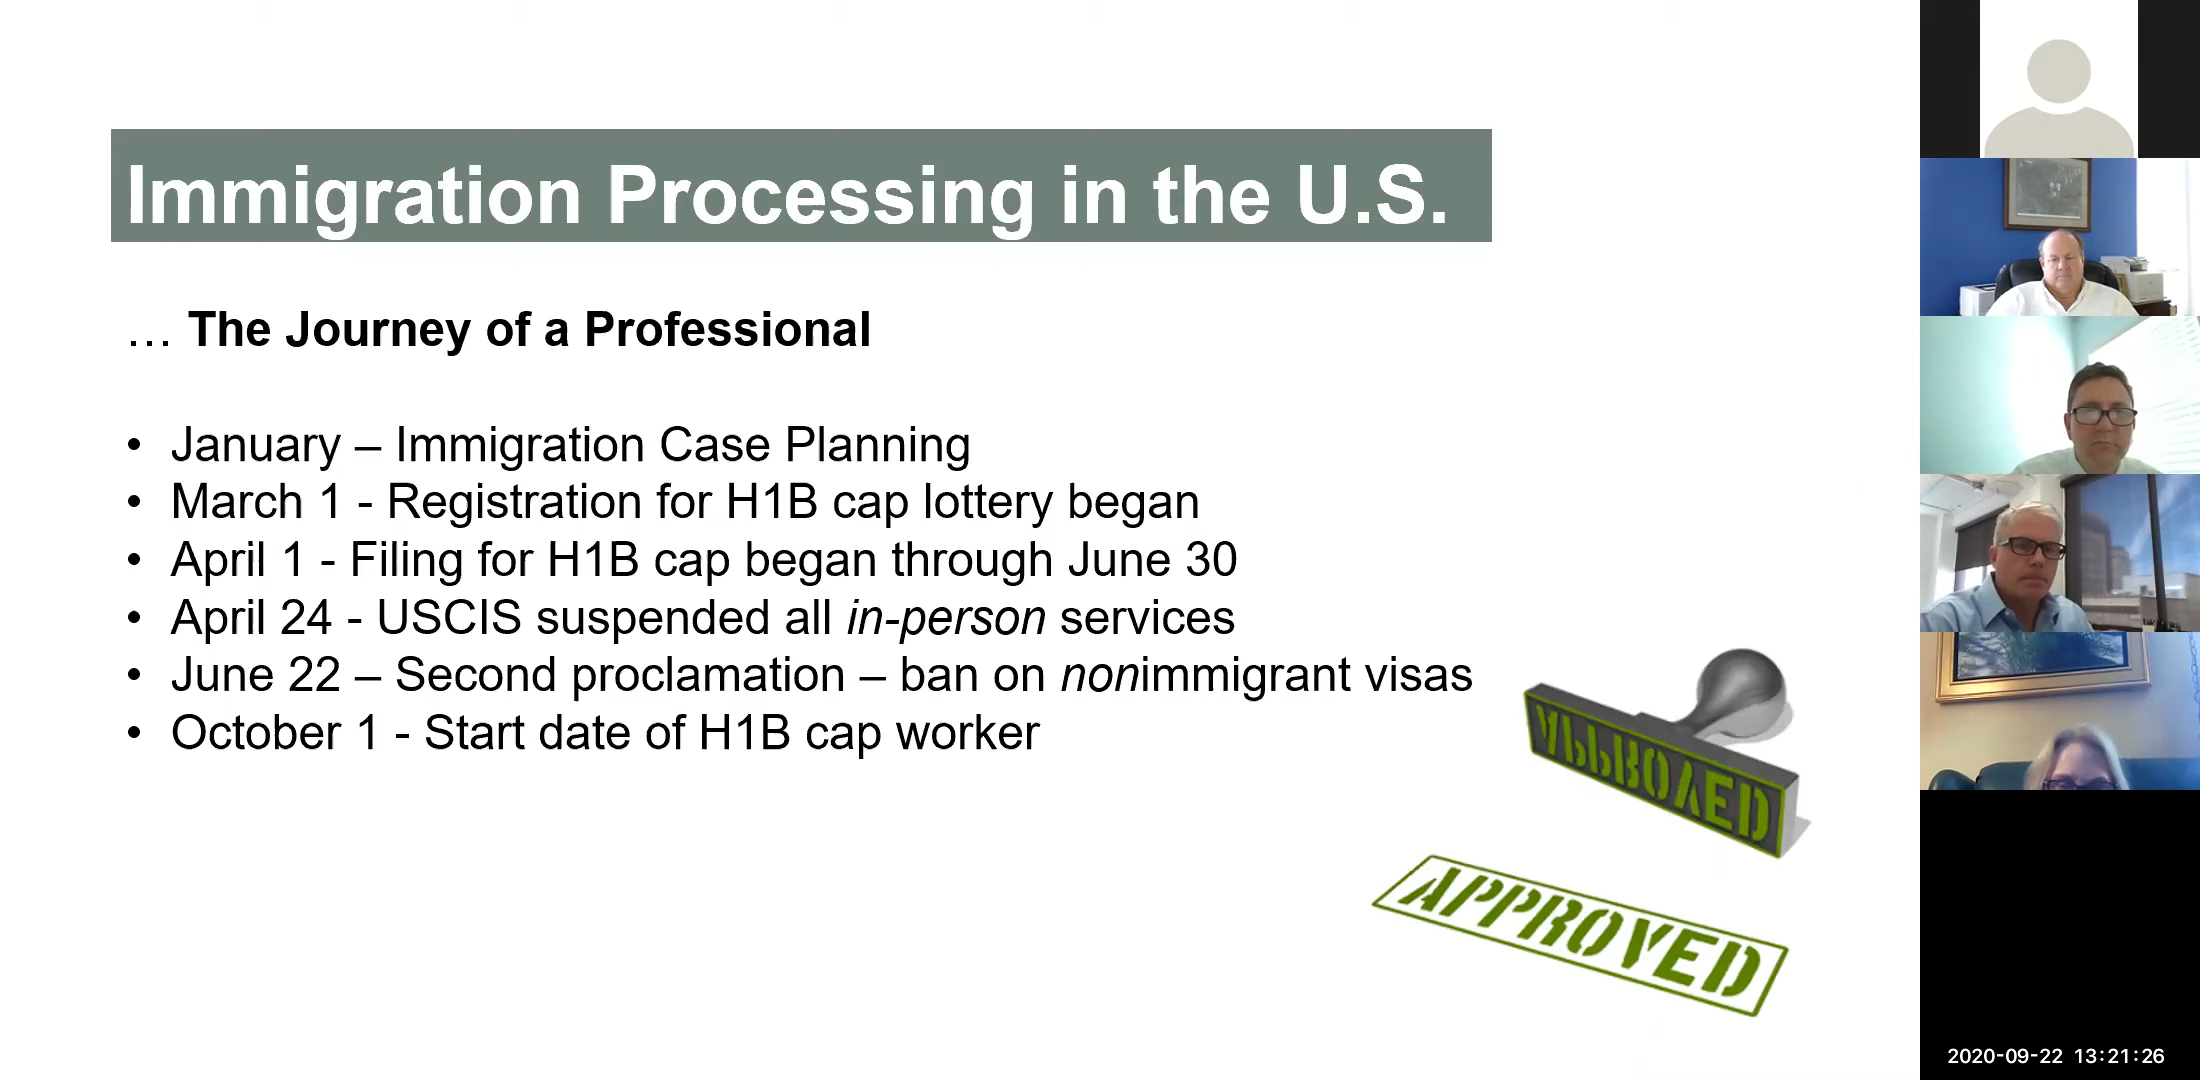 Immigration Processing in the U.S.
… The Journey of a Professional
• January – Immigration Case Planning
• March 1 - Registration for H1B cap lottery began
• April 1 - Filing for H1B cap began through June 30
• April 24 - USCIS suspended all in-person services
• June 22 – Second proclamation – ban on nonimmigrant visas
• October 1 - Start date of H1B cap worker
APPROVED
APPROVED
2020-09-22 13:21:26